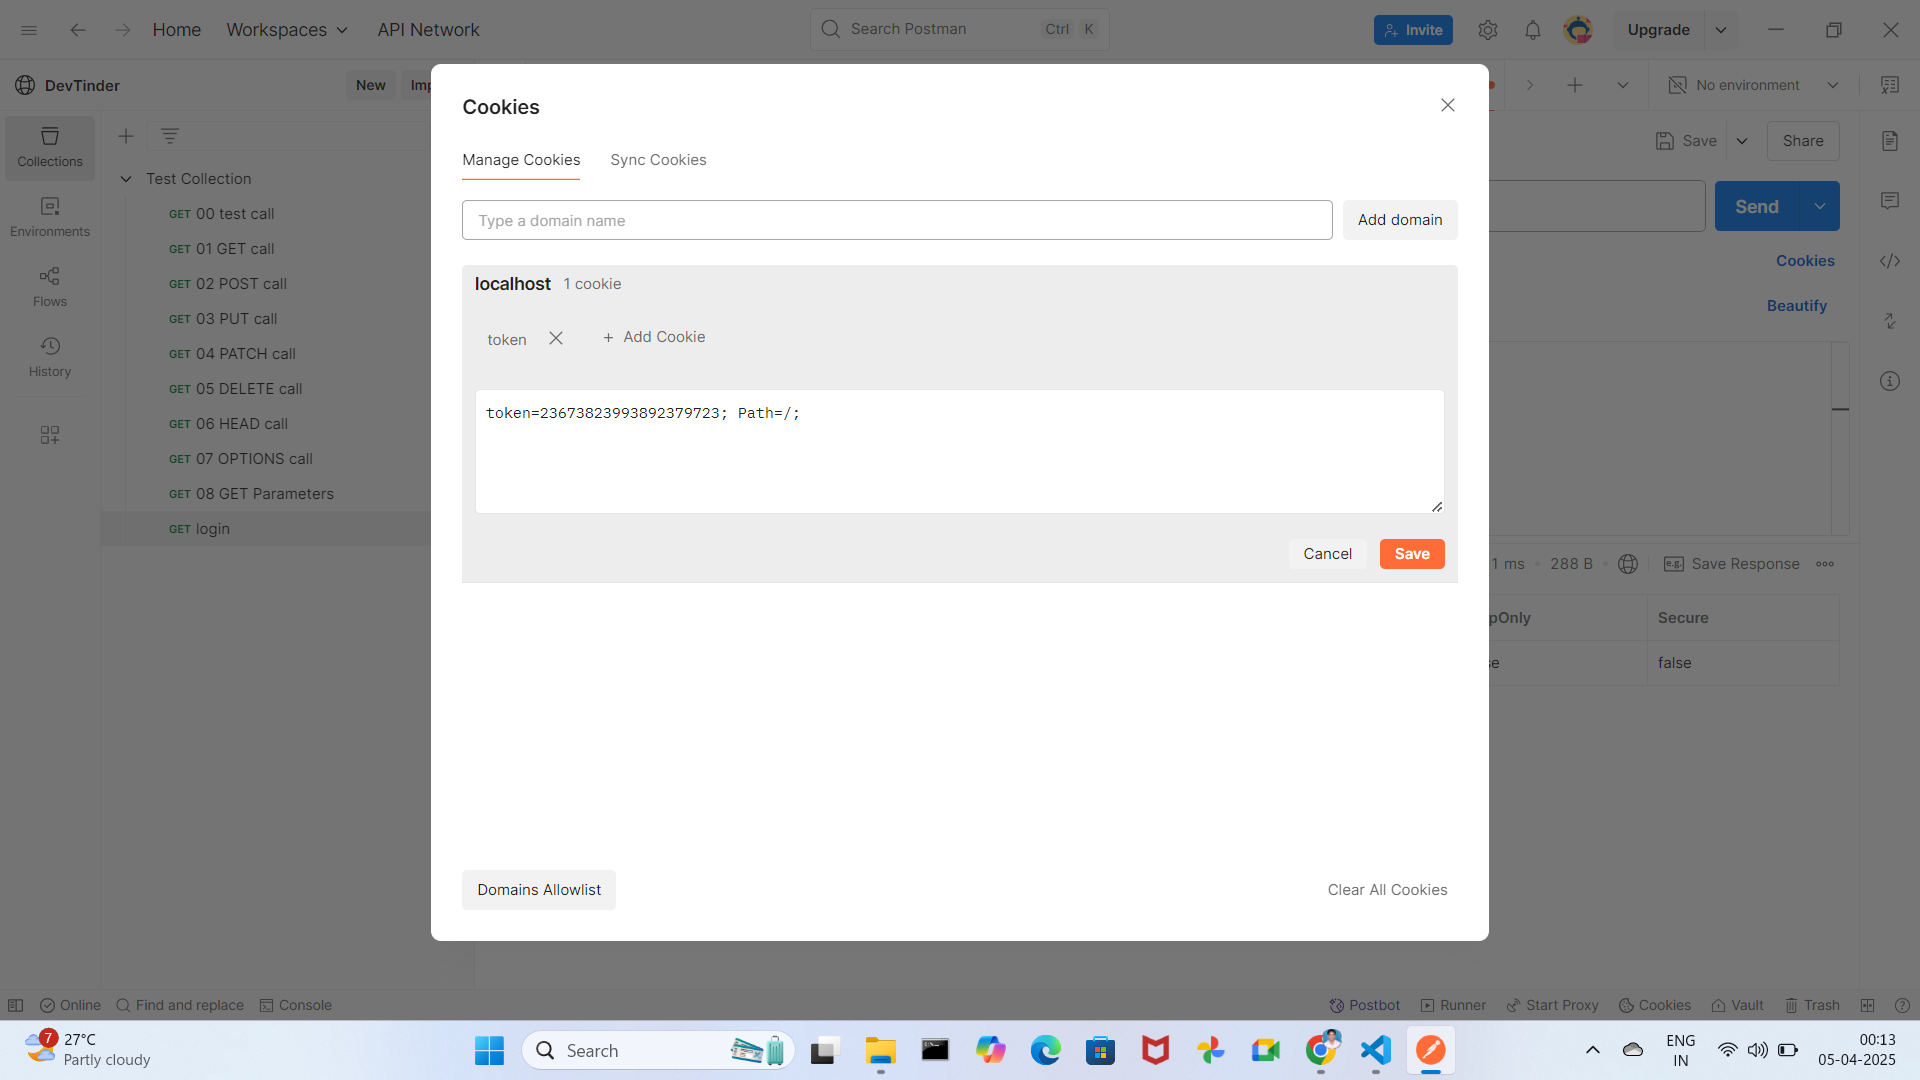 Home Workspaces API Network
Search Postman Ctrl K
Invite
Upgrade
DevTinder
New Imp
No environment
Collections
Environments
Flows
History
Test Collection
GET 00 test call
GET 01 GET call
GET 02 POST call
GET 03 PUT call
GET 04 PATCH call
GET 05 DELETE call
GET 06 HEAD call
GET 07 OPTIONS call
GET 08 GET Parameters
GET login
Cookies
Manage Cookies Sync Cookies
Type a domain name
Add domain
localhost 1 cookie
token
+ Add Cookie
token=23673823993892379723; Path=/;
Cancel Save
Domains Allowlist
Clear All Cookies
Save Share
Send
Cookies
Beautify
1 ms 288 B
e.g. Save Response
pOnly Secure
se false
Online Find and replace Console
Postbot Runner Start Proxy Cookies Vault Trash
7
27°C
Partly cloudy
Search
ENG
IN
00:13
05-04-2025